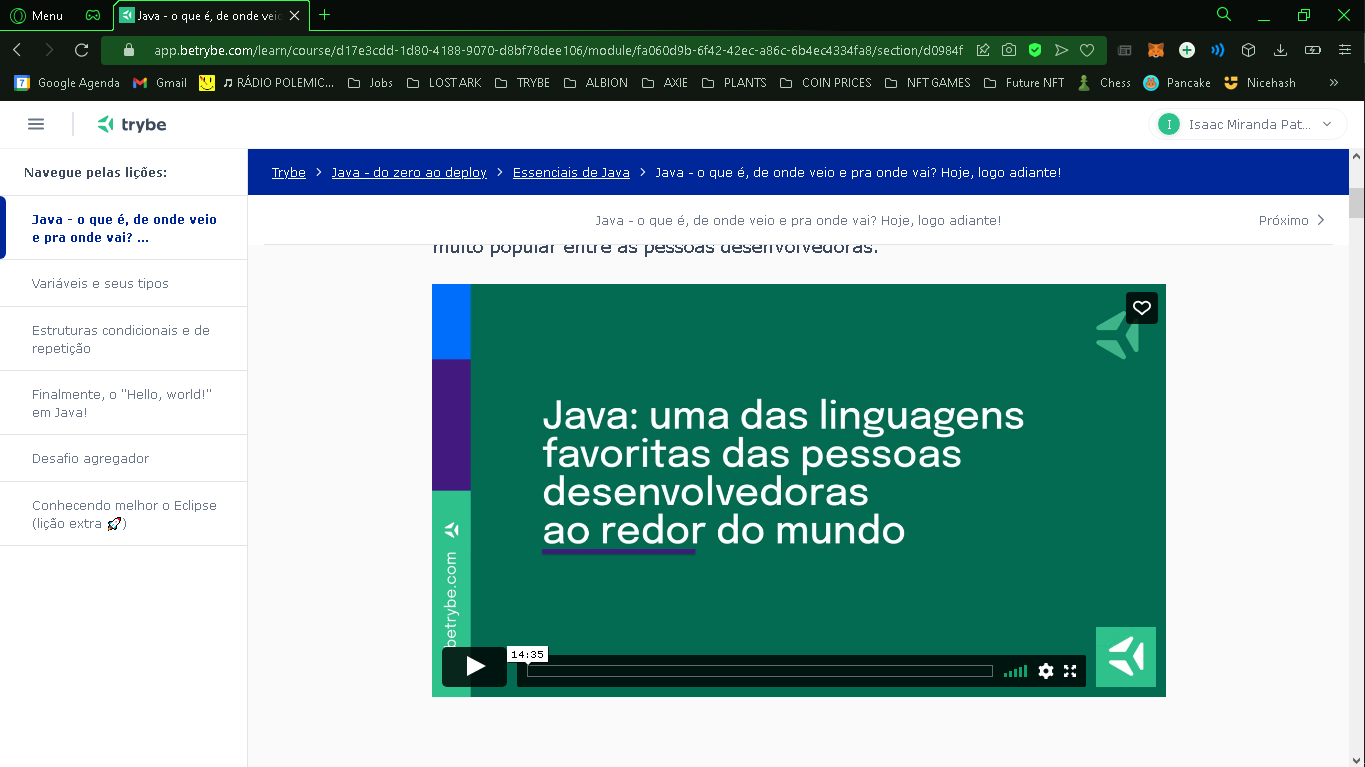 Menu
Java - o que é, de onde veio
app.betrybe.com/learn/course/d17e3cdd-1d80-4188-9070-d8bf78dee106/module/fa060d9b-6f42-42ec-a86c-6b4ec4334fa8/section/d0984f
7 Google Agenda Gmail ♫ RÁDIO POLEMIC... Jobs LOST ARK TRYBE ALBION AXIE PLANTS COIN PRICES NFT GAMES Future NFT Chess Pancake Nicehash »
trybe
I Isaac Miranda Pat...
Navegue pelas lições:
Java - o que é, de onde veio
e pra onde vai? ...
Variáveis e seus tipos
Estruturas condicionais e de
repetição
Finalmente, o "Hello, world!"
em Java!
Desafio agregador
Conhecendo melhor o Eclipse
(lição extra 🚀)
Trybe > Java - do zero ao deploy > Essenciais de Java > Java - o que é, de onde veio e pra onde vai? Hoje, logo adiante!
Java - o que é, de onde veio e pra onde vai? Hoje, logo adiante!
Próximo >
muito popular entre as pessoas desenvolvedoras.
Java: uma das linguagens
favoritas das pessoas
desenvolvedoras
ao redor do mundo
betrybe.com
14:35